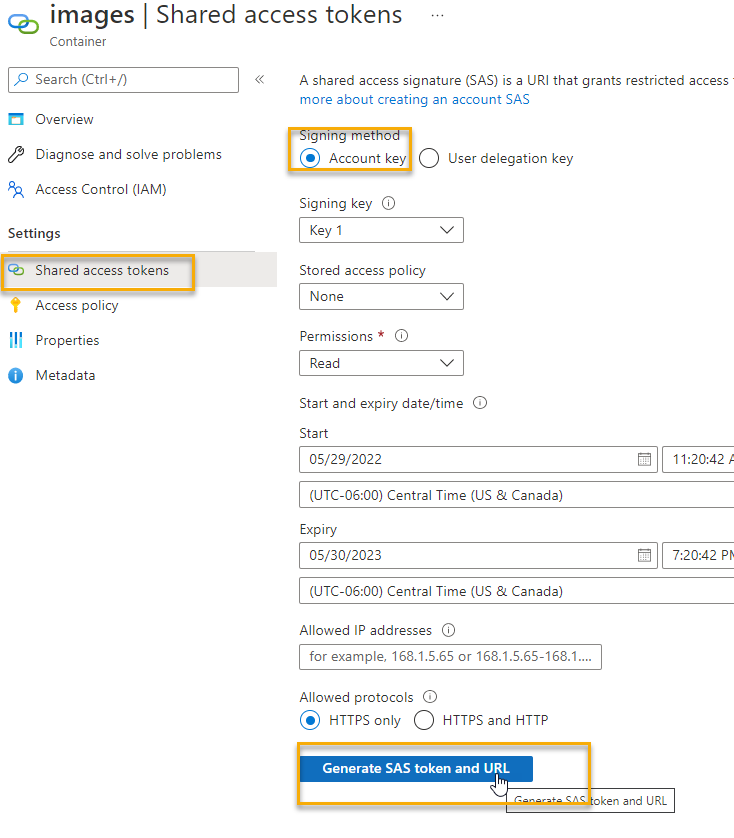 images | Shared access tokens ...
Container
Search (Ctrl+/)
«
Overview
Diagnose and solve problems
Access Control (IAM)
Settings
Shared access tokens
Access policy
Properties
Metadata
A shared access signature (SAS) is a URI that grants restricted access
more about creating an account SAS
Signing method
Account key
User delegation key
Signing key
Key 1
Stored access policy
None
Permissions *
Read
Start and expiry date/time
Start
05/29/2022
11:20:42 A
(UTC-06:00) Central Time (US & Canada)
Expiry
05/30/2023
7:20:42 PM
(UTC-06:00) Central Time (US & Canada)
Allowed IP addresses
for example, 168.1.5.65 or 168.1.5.65-168.1....
Allowed protocols
HTTPS only
HTTPS and HTTP
Generate SAS token and URL
Generate SAS token and URL